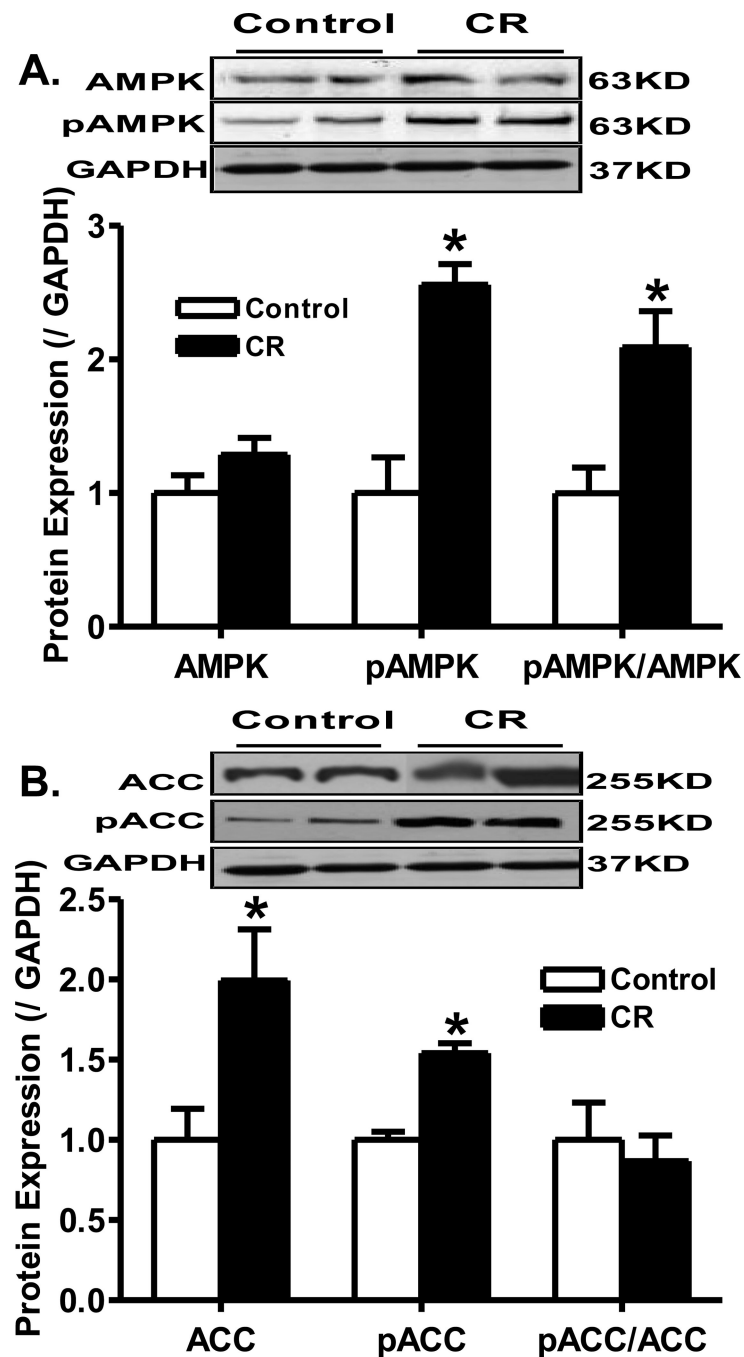 Control CR
A.
AMPK 63KD
pAMPK 63KD
GAPDH 37KD
Protein Expression (/ GAPDH)
3
2
1
0
Control
CR
*
*
AMPK pAMPK pAMPK/AMPK
Control CR
B.
ACC 255KD
pACC 255KD
GAPDH 37KD
Protein Expression (/ GAPDH)
2.5
2.0
1.5
1.0
0.5
0.0
*
*
Control
CR
ACC pACC pACC/ACC